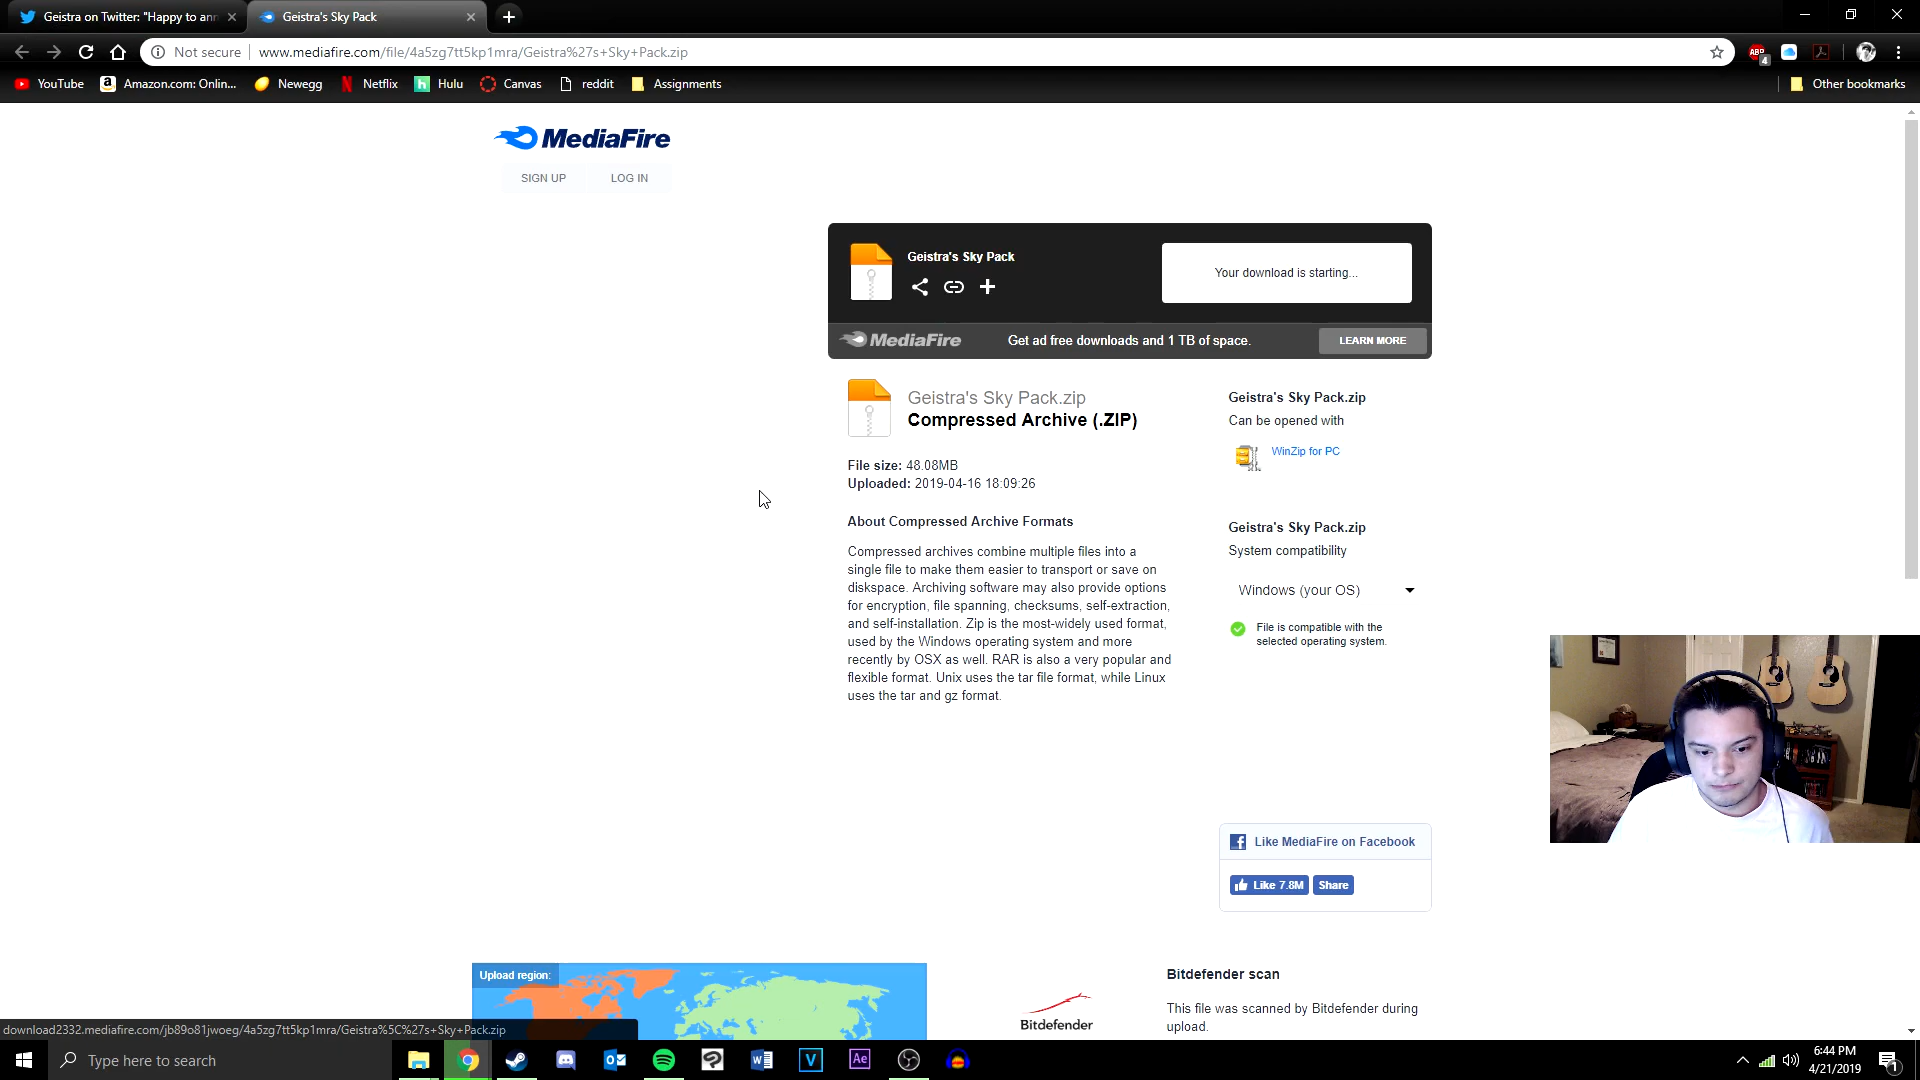 Geistra on Twitter: "Happy to ann
Geistra's Sky Pack
Not secure
www.mediafire.com/file/4a5zg7tt5kp1mra/Geistra%27s+Sky+Pack.zip
ABP
4
YouTube
Amazon.com: Onlin...
Newegg
Netflix
Hulu
Canvas
reddit
Assignments
Other bookmarks
MediaFire
SIGN UP
LOG IN
Geistra's Sky Pack
Your download is starting...
MediaFire
Get ad free downloads and 1 TB of space.
LEARN MORE
Geistra's Sky Pack.zip
Compressed Archive (.ZIP)
File size: 48.08MB
Uploaded: 2019-04-16 18:09:26
About Compressed Archive Formats
Compressed archives combine multiple files into a
single file to make them easier to transport or save on
diskspace. Archiving software may also provide options
for encryption, file spanning, checksums, self-extraction,
and self-installation. Zip is the most-widely used format,
used by the Windows operating system and more
recently by OSX as well. RAR is also a very popular and
flexible format. Unix uses the tar file format, while Linux
uses the tar and gz format.
Geistra's Sky Pack.zip
Can be opened with
WinZip for PC
Geistra's Sky Pack.zip
System compatibility
Windows (your OS)
File is compatible with the
selected operating system.
Like MediaFire on Facebook
Like 7.8M
Share
Upload region:
Bitdefender
Bitdefender scan
This file was scanned by Bitdefender during
upload.
download2332.mediafire.com/jb89o81jwoeg/4a5zg7tt5kp1mra/Geistra%5C%27s+Sky+Pack.zip
Type here to search
Ae
6:44 PM
4/21/2019
1